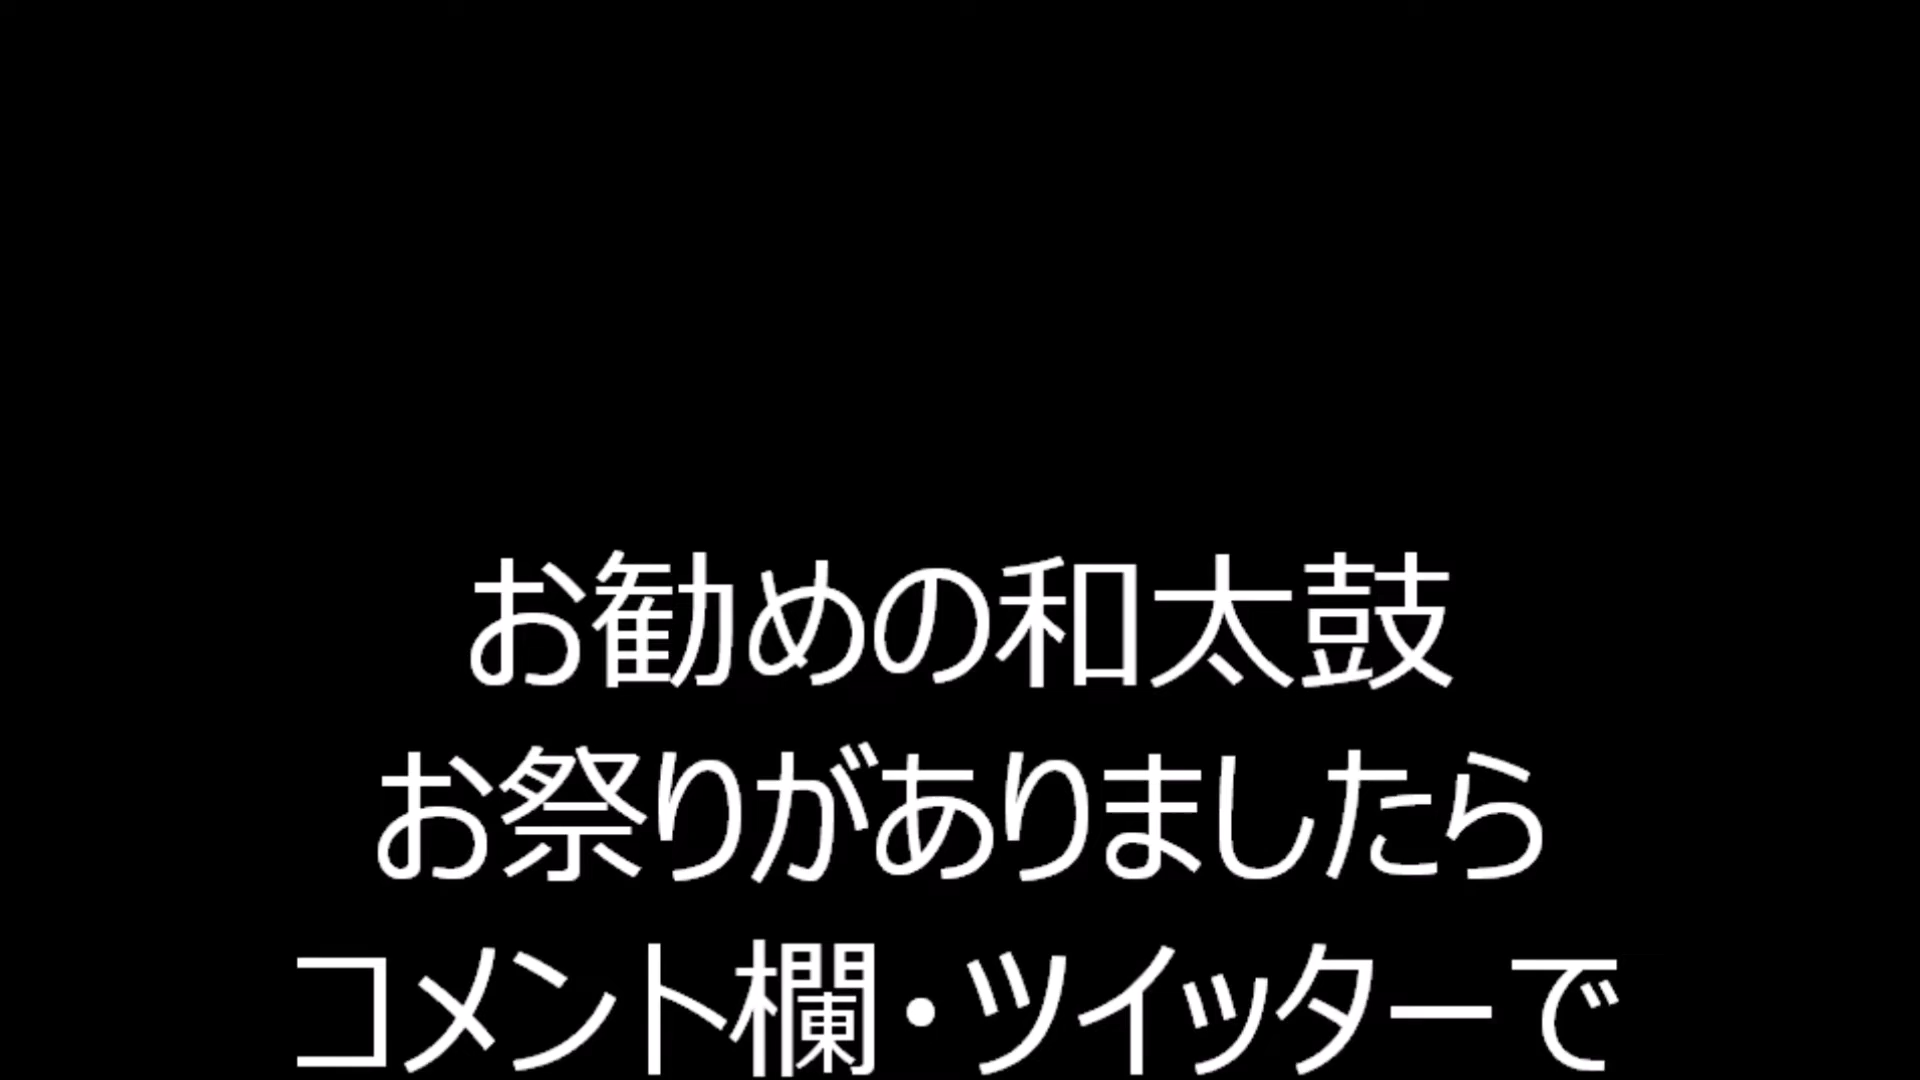 お勧めの和太鼓
お祭りがありましたら
コメント欄・ツイッターで